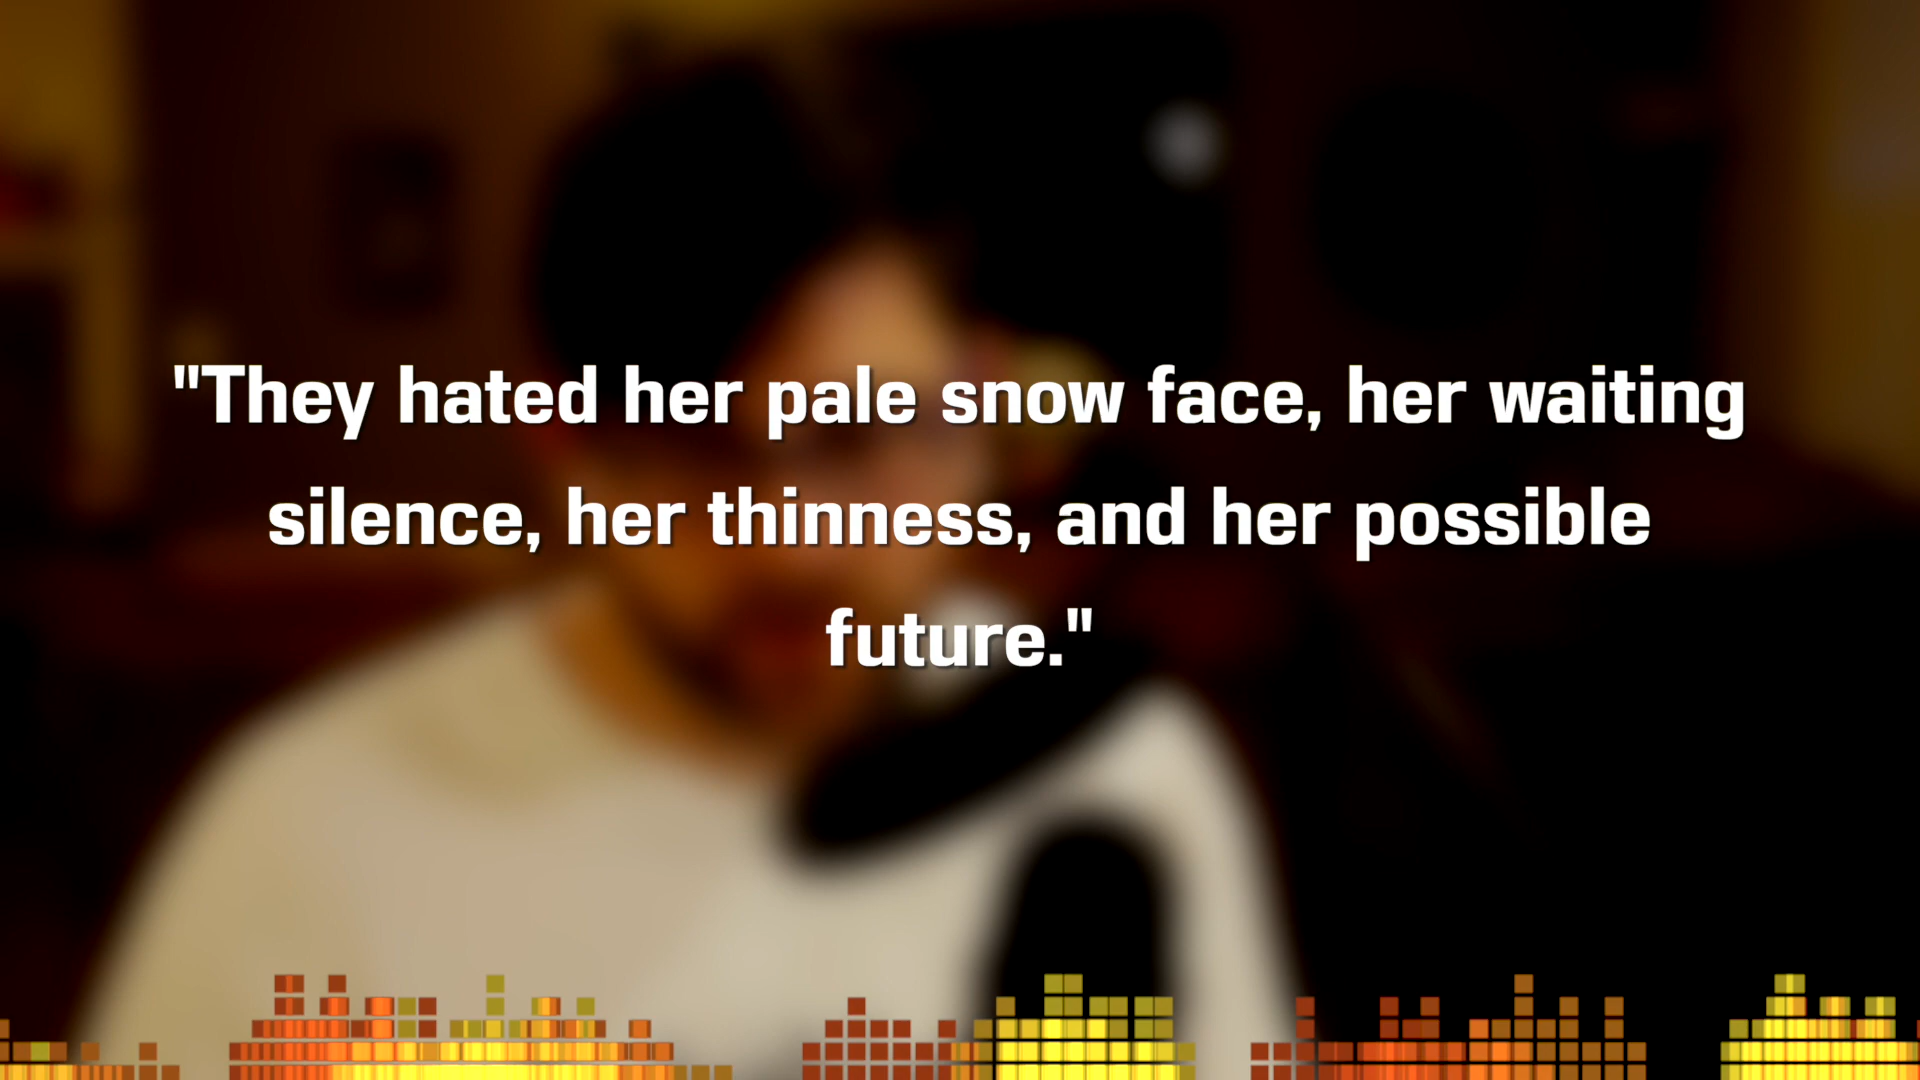 "They hated her pale snow face, her waiting
silence, her thinness, and her possible
future."